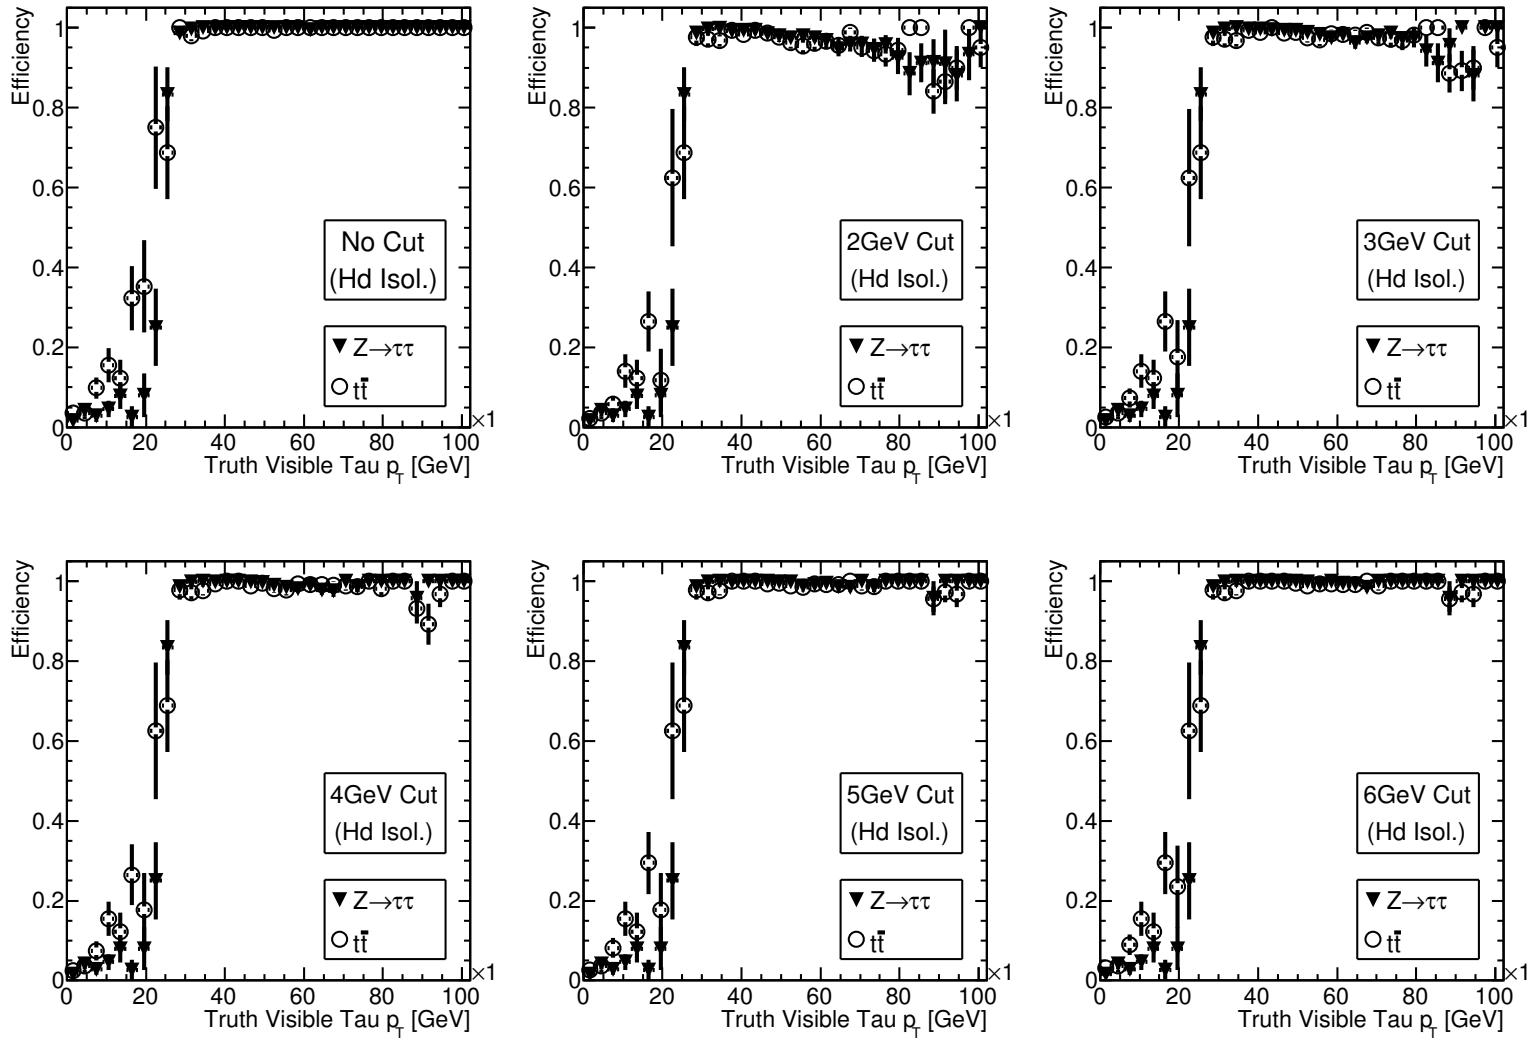 Efficiency
1
0.8
0.6
0.4
0.2
0
No Cut
(Hd Isol.)
Z→ττ
tt̄
0 20 40 60 80 100 ×1
Truth Visible Tau p_T [GeV]
Efficiency
1
0.8
0.6
0.4
0.2
0
2GeV Cut
(Hd Isol.)
Z→ττ
tt̄
0 20 40 60 80 100 ×1
Truth Visible Tau p_T [GeV]
Efficiency
1
0.8
0.6
0.4
0.2
0
3GeV Cut
(Hd Isol.)
Z→ττ
tt̄
0 20 40 60 80 100 ×1
Truth Visible Tau p_T [GeV]
Efficiency
1
0.8
0.6
0.4
0.2
0
4GeV Cut
(Hd Isol.)
Z→ττ
tt̄
0 20 40 60 80 100 ×1
Truth Visible Tau p_T [GeV]
Efficiency
1
0.8
0.6
0.4
0.2
0
5GeV Cut
(Hd Isol.)
Z→ττ
tt̄
0 20 40 60 80 100 ×1
Truth Visible Tau p_T [GeV]
Efficiency
1
0.8
0.6
0.4
0.2
0
6GeV Cut
(Hd Isol.)
Z→ττ
tt̄
0 20 40 60 80 100 ×1
Truth Visible Tau p_T [GeV]